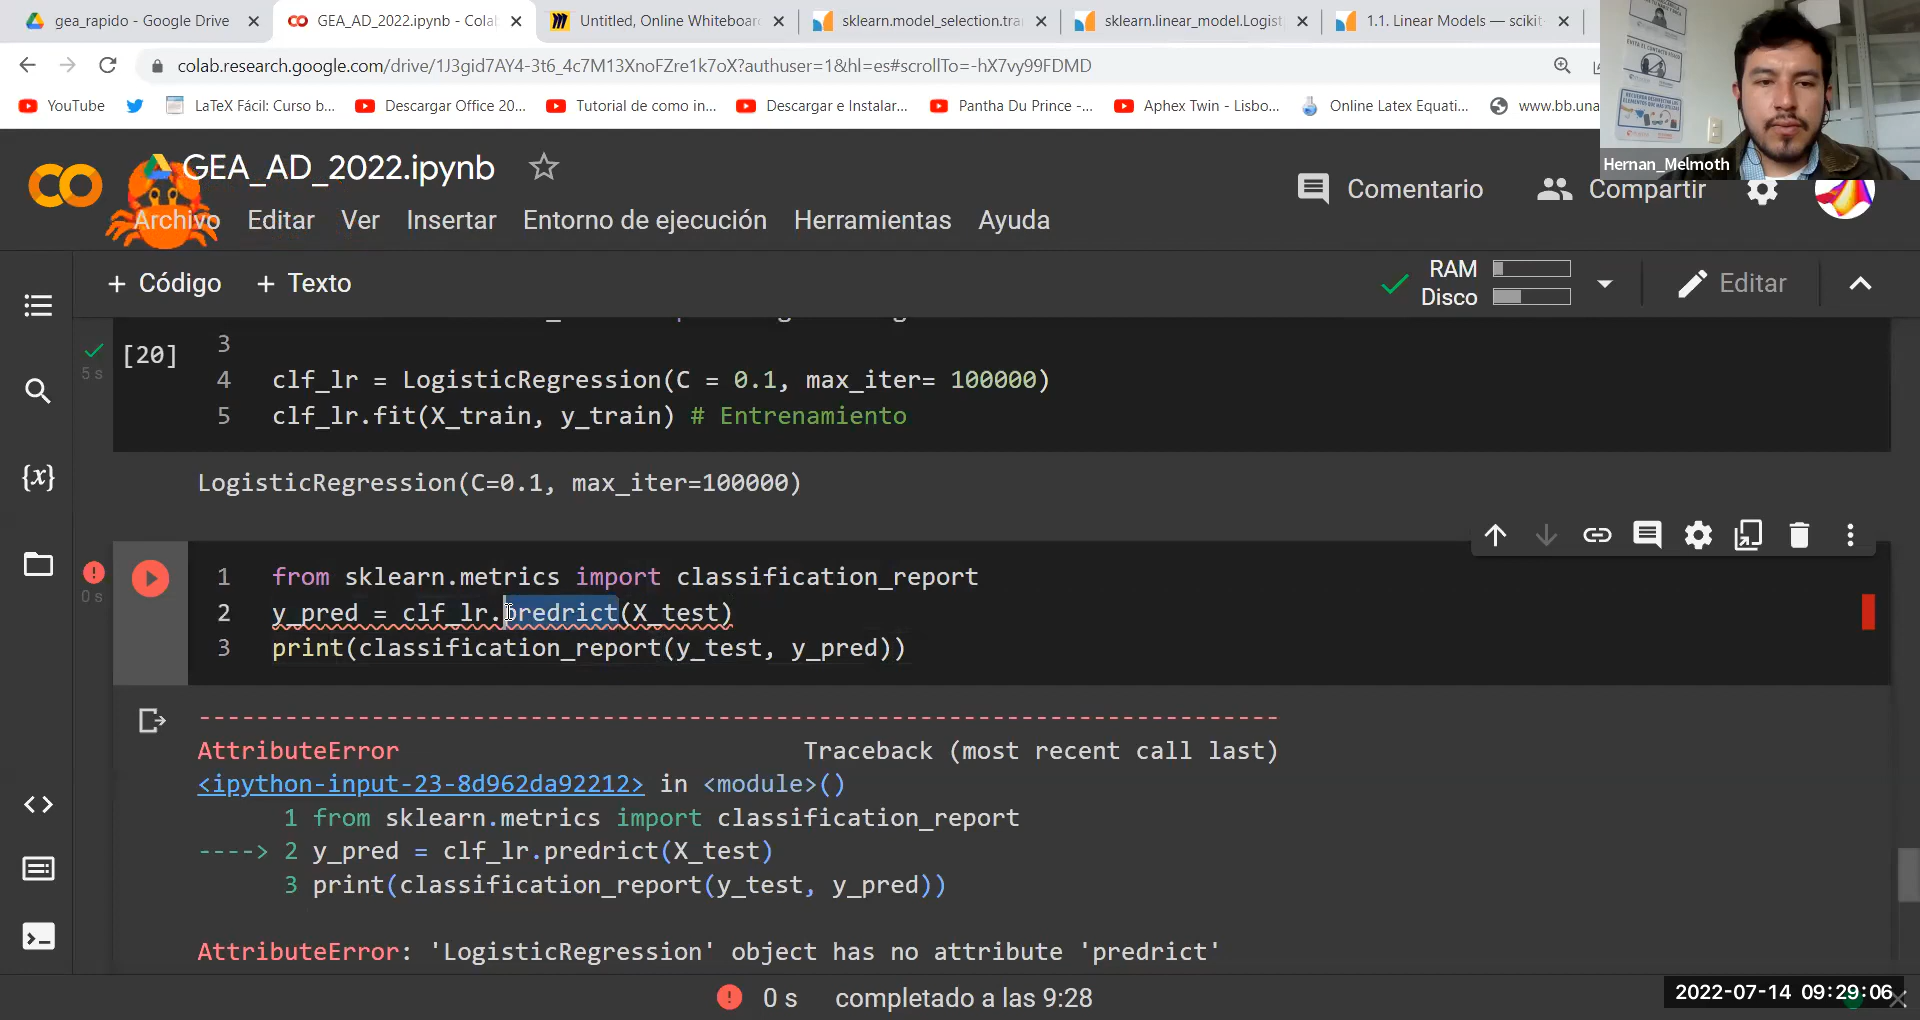 gea_rapido - Google Drive
GEA_AD_2022.ipynb - Colab
Untitled, Online Whiteboard
sklearn.model_selection.tra
sklearn.linear_model.Logist
1.1. Linear Models — scikit-
colab.research.google.com/drive/1J3gid7AY4-3t6_4c7M13XnoFZre1k7oX?authuser=1&hl=es#scrollTo=-hX7vy99FDMD
YouTube
LaTeX Fácil: Curso b...
Descargar Office 20...
Tutorial de como in...
Descargar e Instalar...
Pantha Du Prince -...
Aphex Twin - Lisbo...
Online Latex Equati...
www.bb.una
Hernan_Melmoth
GEA_AD_2022.ipynb
Comentario
Compartir
Archivo Editar Ver Insertar Entorno de ejecución Herramientas Ayuda
+ Código + Texto
RAM
Disco
Editar
[20]
5 s
3
4 clf_lr = LogisticRegression(C = 0.1, max_iter= 100000)
5 clf_lr.fit(X_train, y_train) # Entrenamiento
LogisticRegression(C=0.1, max_iter=100000)
0 s
1 from sklearn.metrics import classification_report
2 y_pred = clf_lr.predrict(X_test)
3 print(classification_report(y_test, y_pred))
---------------------------------------------------------------------------
AttributeError Traceback (most recent call last)
<ipython-input-23-8d962da92212> in <module>()
1 from sklearn.metrics import classification_report
----> 2 y_pred = clf_lr.predrict(X_test)
3 print(classification_report(y_test, y_pred))
AttributeError: 'LogisticRegression' object has no attribute 'predrict'
0 s completado a las 9:28
2022-07-14 09:29:06